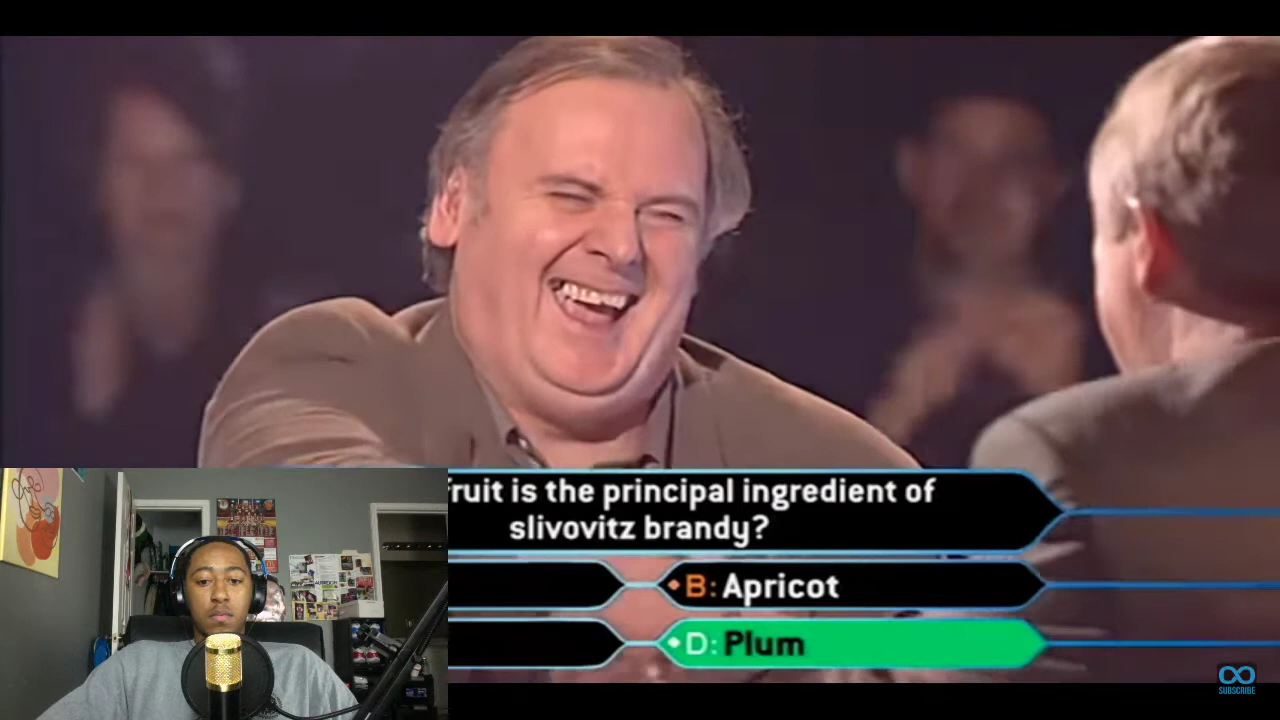 fruit is the principal ingredient of
slivovitz brandy?
B: Apricot
D: Plum
SUBSCRIBE